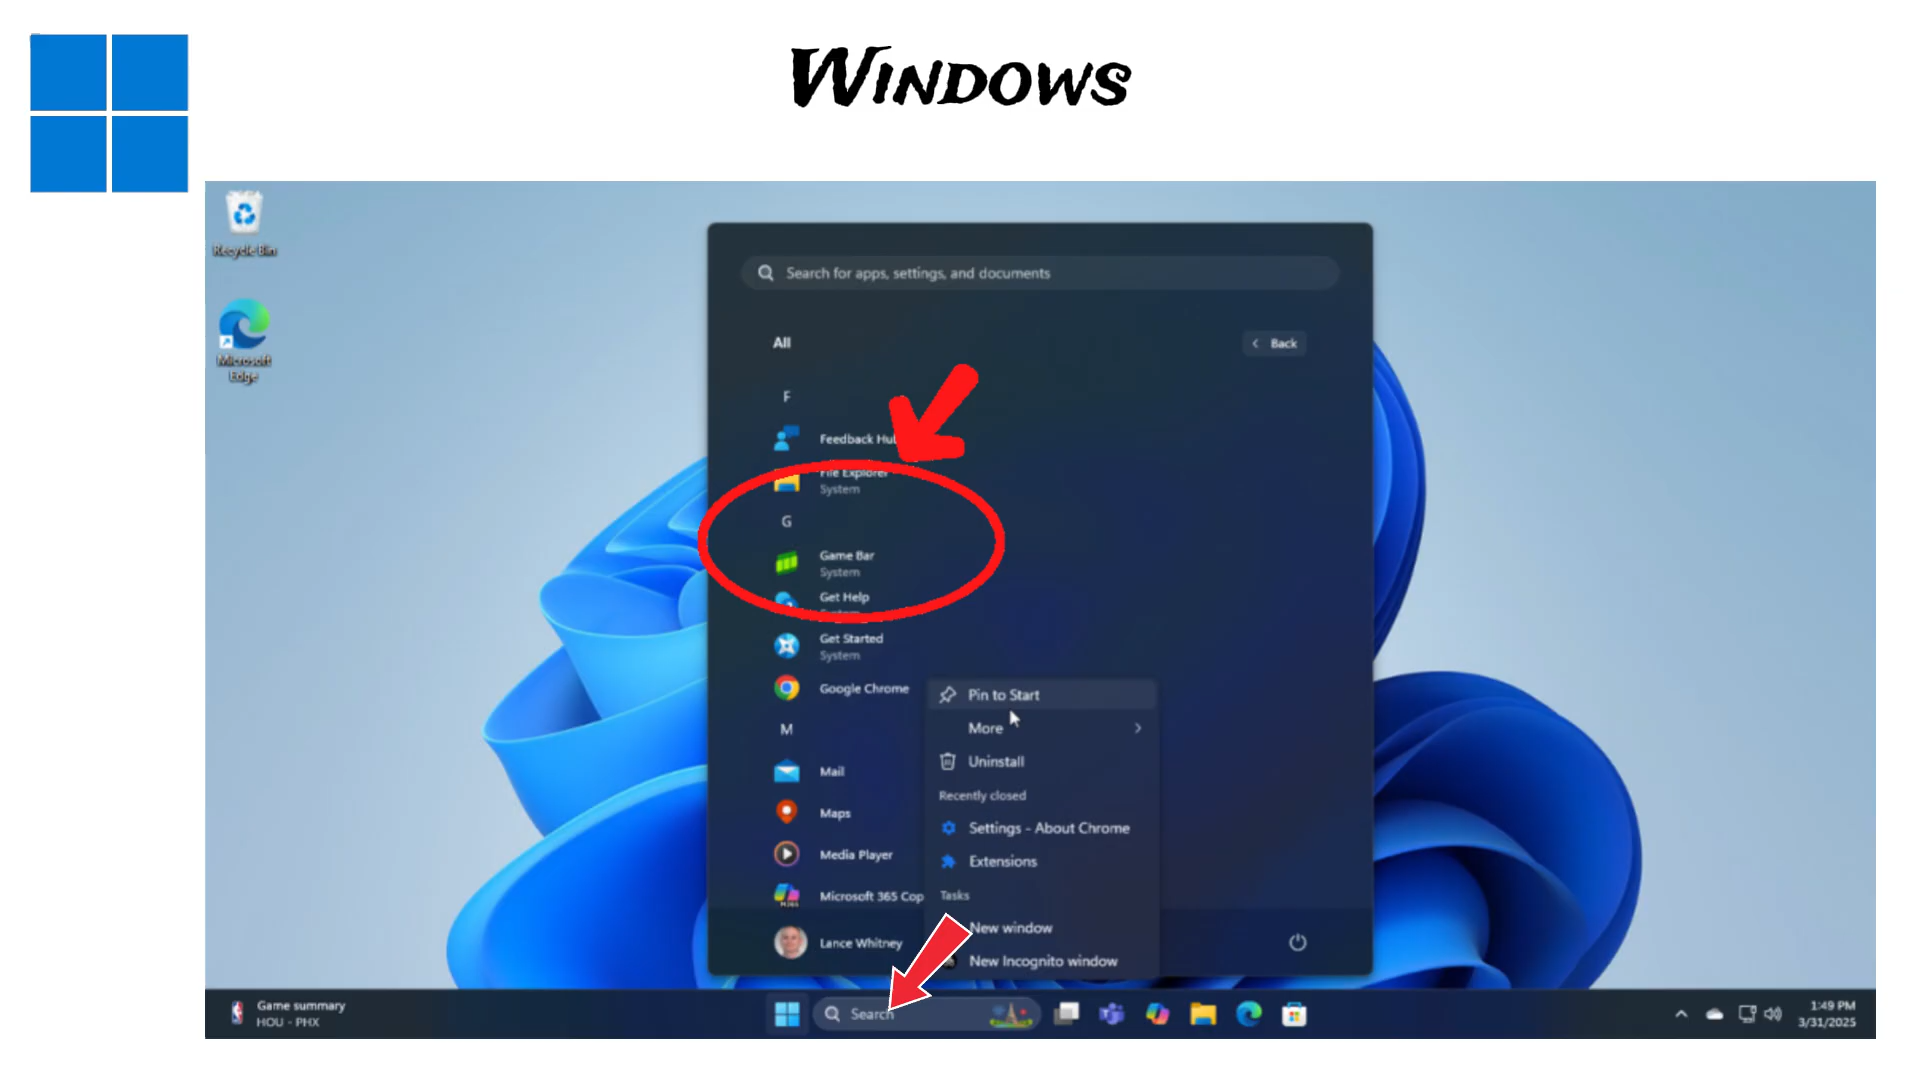 Windows
Recycle Bin
Microsoft
Edge
Search for apps, settings, and documents
All
Back
F
Feedback Hu
File Explorer
System
G
Game Bar
System
Get Help
System
Get Started
System
Google Chrome
M
Mail
Maps
Media Player
Microsoft 365 Cop
Lance Whitney
Pin to Start
More
Uninstall
Recently closed
Settings - About Chrome
Extensions
Tasks
New window
New Incognito window
Game summary
HOU - PHX
Search
1:49 PM
3/31/2025